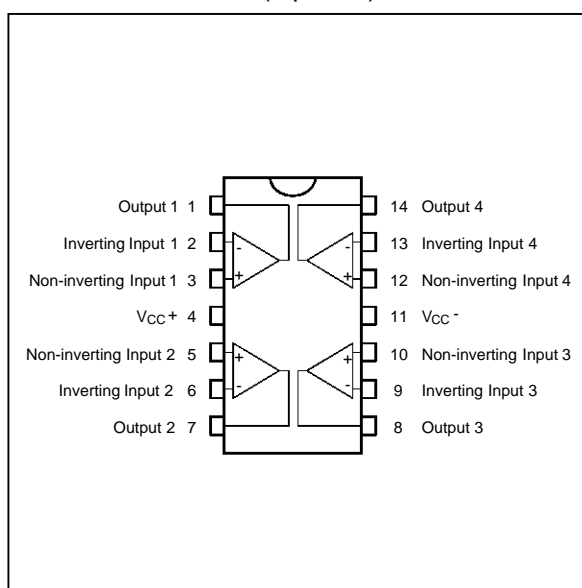 Output 1 1 14 Output 4
Inverting Input 1 2 - - 13 Inverting Input 4
Non-inverting Input 1 3 + + 12 Non-inverting Input 4
VCC + 4 11 VCC -
Non-inverting Input 2 5 + + 10 Non-inverting Input 3
Inverting Input 2 6 - - 9 Inverting Input 3
Output 2 7 8 Output 3